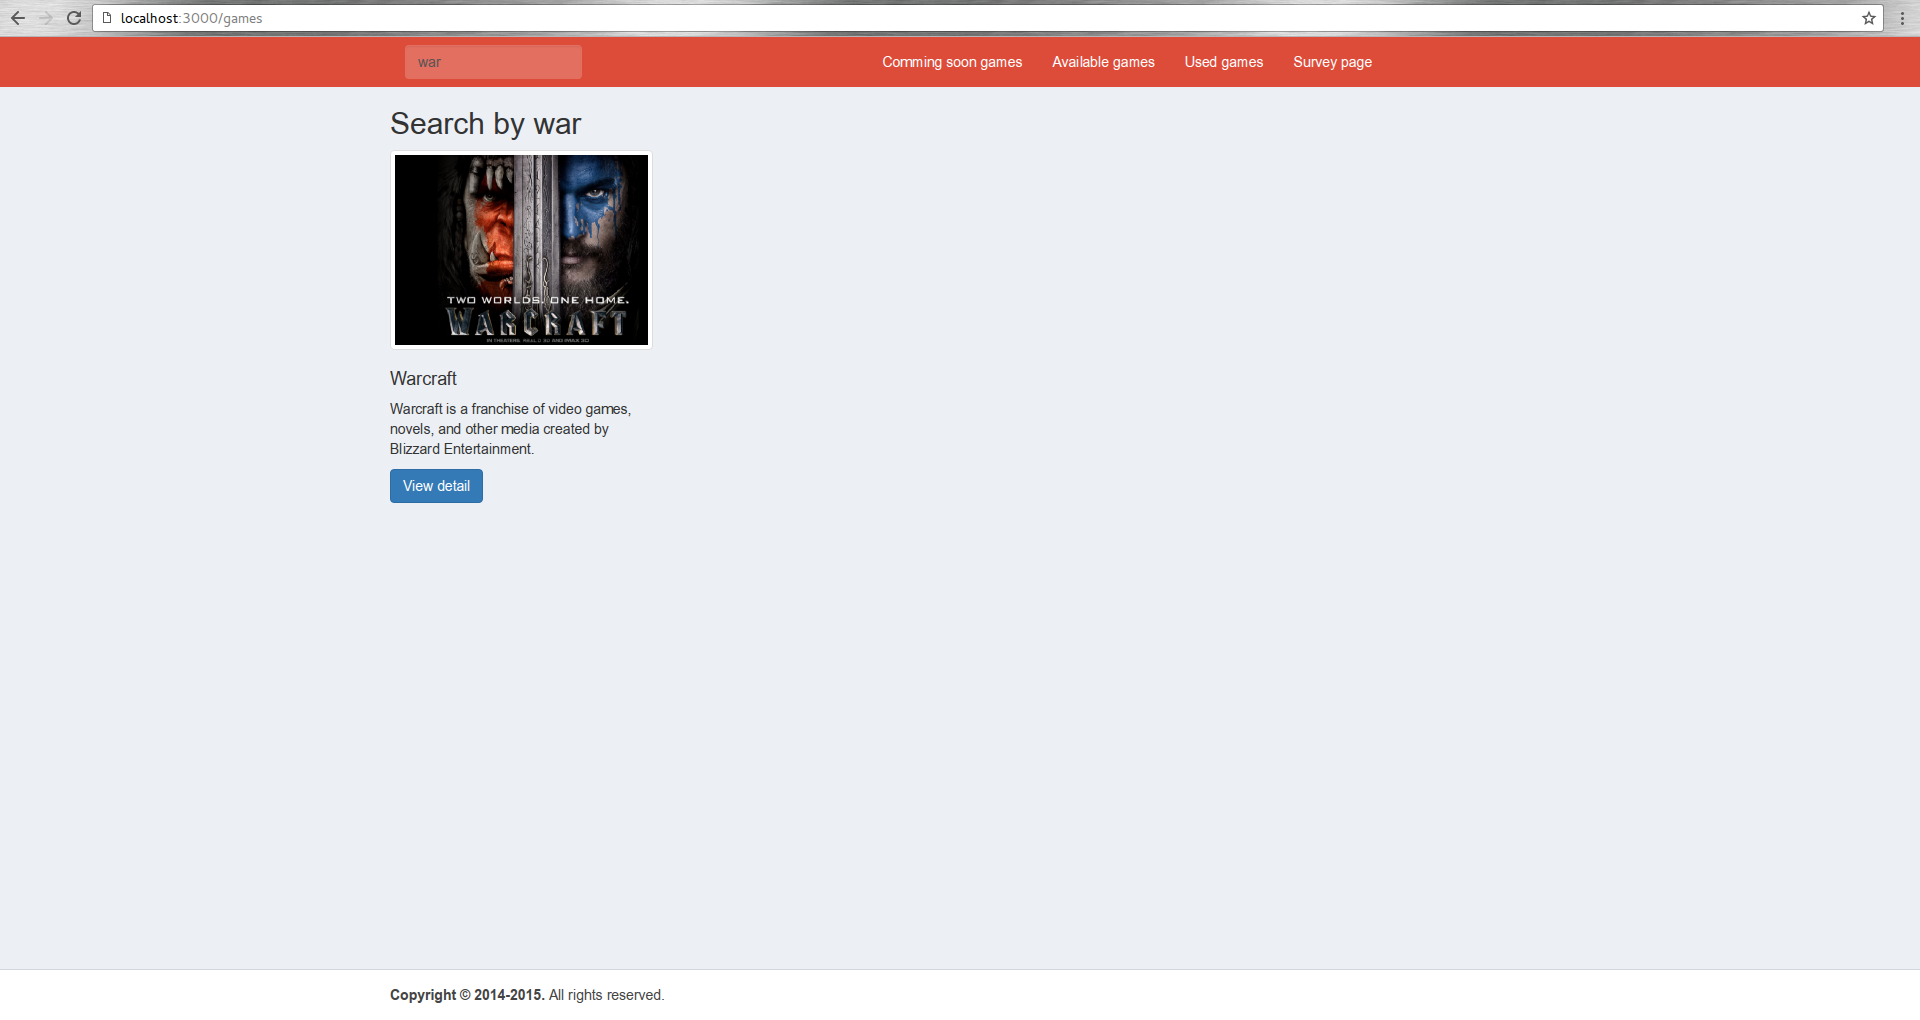 localhost:3000/games
war
Comming soon games
Available games
Used games
Survey page
Search by war
TWO WORLDS. ONE HOME.
WARCRAFT
Warcraft
Warcraft is a franchise of video games,
novels, and other media created by
Blizzard Entertainment.
View detail
Copyright © 2014-2015. All rights reserved.